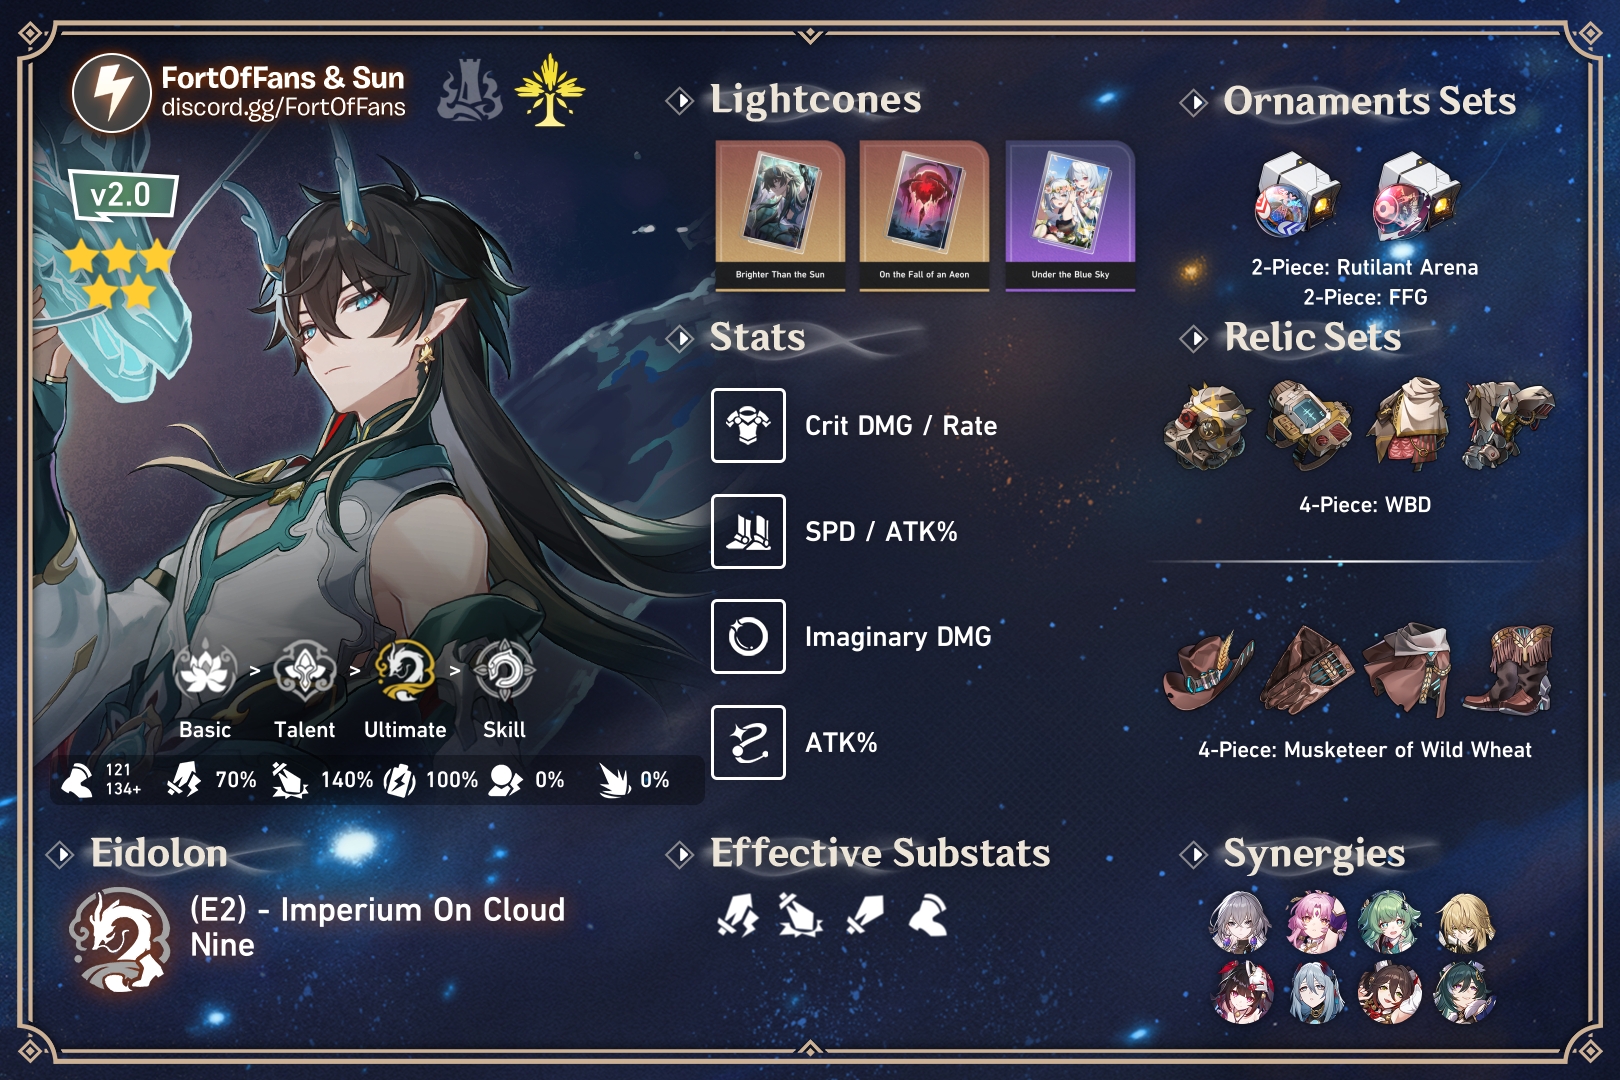 FortOfFans & Sun
discord.gg/FortOfFans
v2.0
Basic > Talent > Ultimate > Skill
121
134+
70%
140%
100%
0%
0%
Eidolon
(E2) - Imperium On Cloud
Nine
Lightcones
Brighter Than the Sun
On the Fall of an Aeon
Under the Blue Sky
Stats
Crit DMG / Rate
SPD / ATK%
Imaginary DMG
ATK%
Effective Substats
Ornaments Sets
2-Piece: Rutilant Arena
2-Piece: FFG
Relic Sets
4-Piece: WBD
4-Piece: Musketeer of Wild Wheat
Synergies